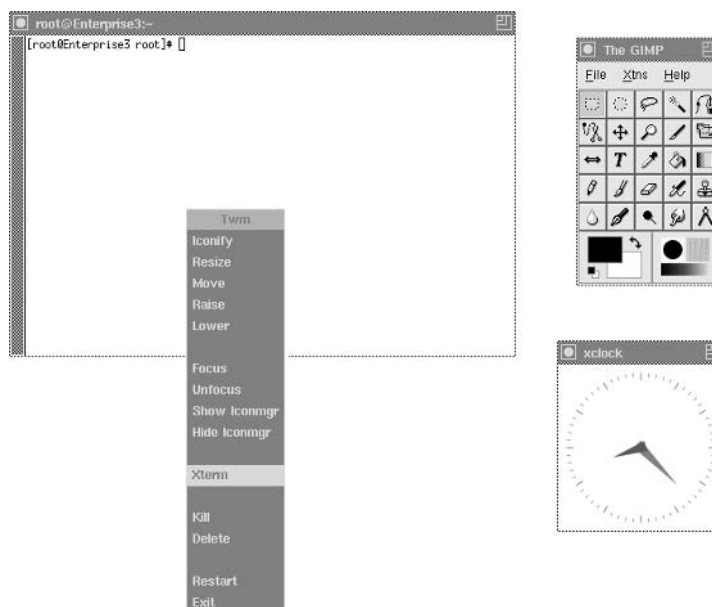 root@Enterprise3:~
[root@Enterprise3 root]#
The GIMP
File Xtns Help
T
Twm
Iconify
Resize
Move
Raise
Lower
Focus
Unfocus
Show Iconmgr
Hide Iconmgr
Xterm
Kill
Delete
Restart
Exit
xclock